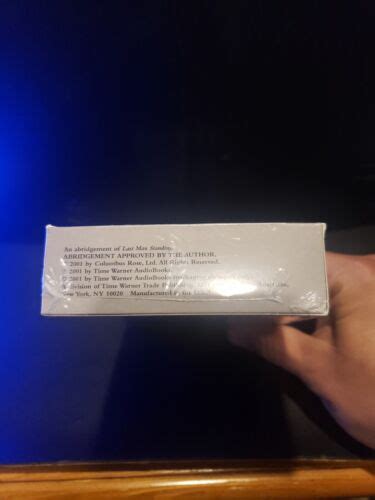 An abridgement of Last Man Standing.
ABRIDGEMENT APPROVED BY THE AUTHOR.
© 2001 by Columbus Rose, Ltd. All Rights Reserved.
© 2001 by Time Warner AudioBooks.
© 2001 by Time Warner AudioBooks
A division of Time Warner Trade
New York, NY 10020 Manufactured in the